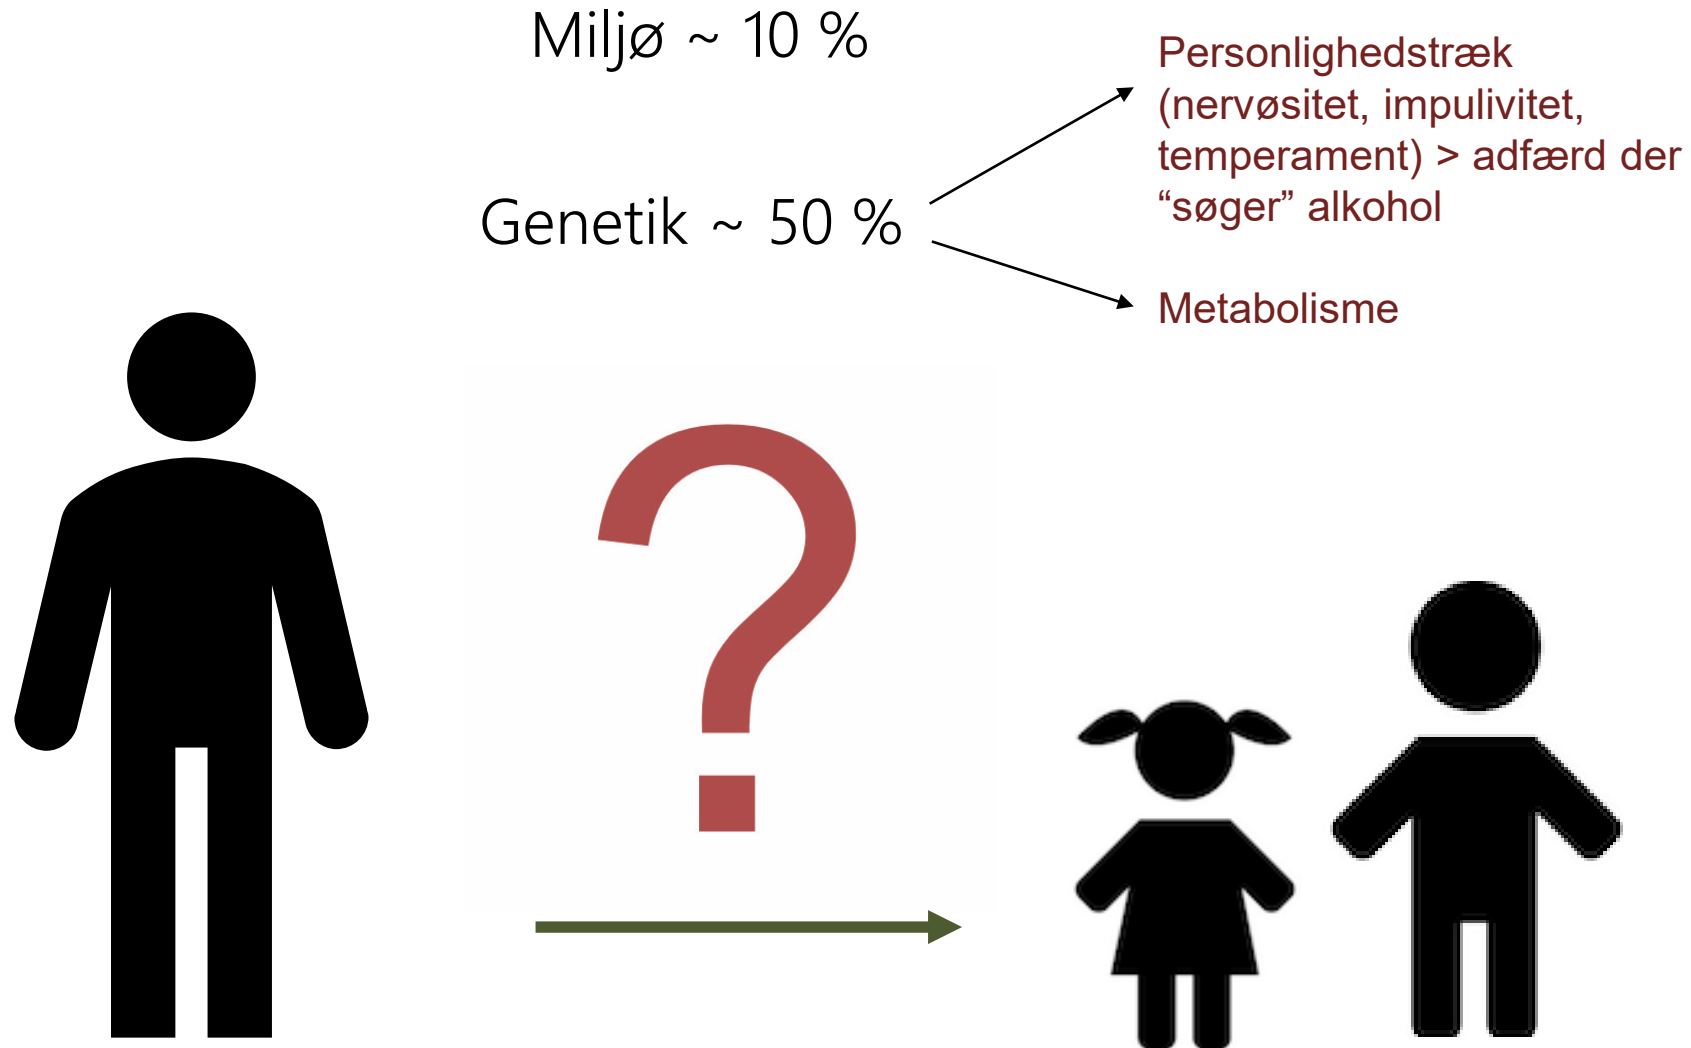 Miljø ~ 10 %
Personlighedstræk
(nervøsitet, impulivitet,
temperament) > adfærd der
“søger” alkohol
Genetik ~ 50 %
Metabolisme
?